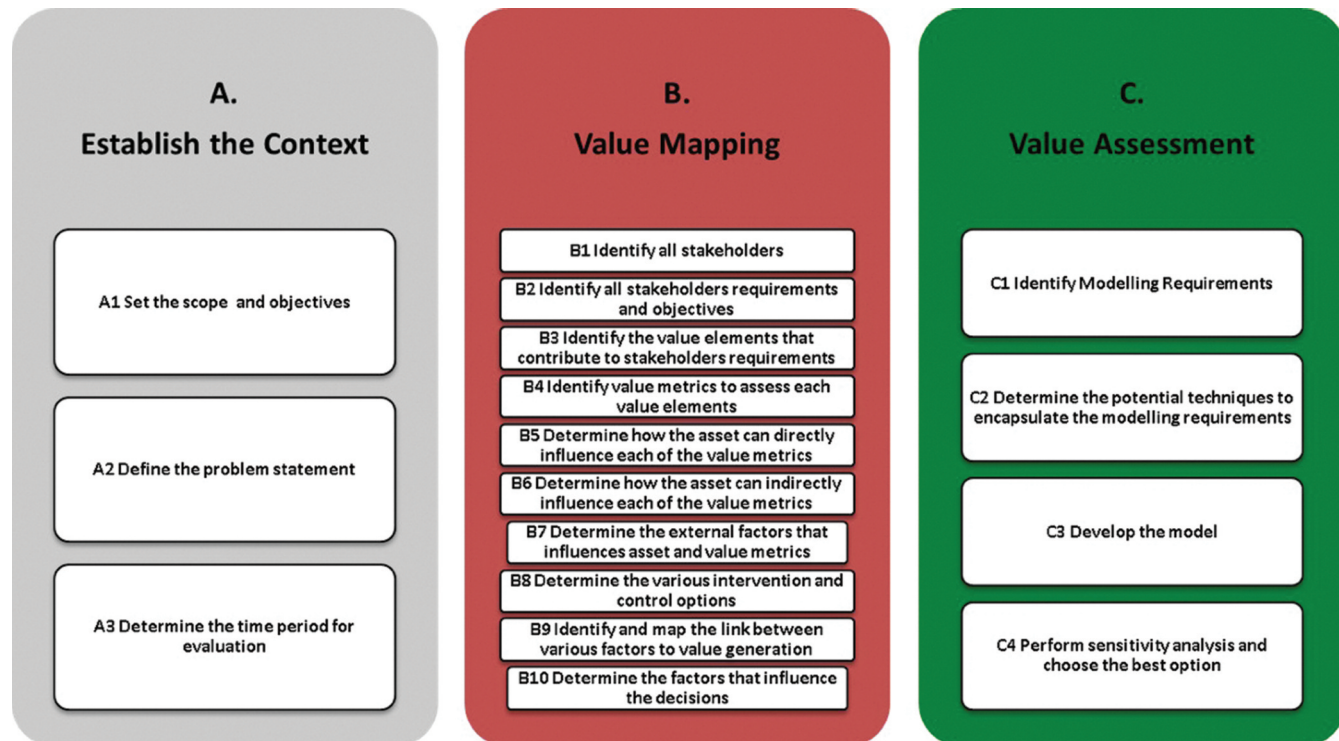 A.
Establish the Context
A1 Set the scope and objectives
A2 Define the problem statement
A3 Determine the time period for
evaluation
B.
Value Mapping
B1 Identify all stakeholders
B2 Identify all stakeholders requirements
and objectives
B3 Identify the value elements that
contribute to stakeholders requirements
B4 Identify value metrics to assess each
value elements
B5 Determine how the asset can directly
influence each of the value metrics
B6 Determine how the asset can indirectly
influence each of the value metrics
B7 Determine the external factors that
influences asset and value metrics
B8 Determine the various intervention and
control options
B9 Identify and map the link between
various factors to value generation
B10 Determine the factors that influence
the decisions
C.
Value Assessment
C1 Identify Modelling Requirements
C2 Determine the potential techniques to
encapsulate the modelling requirements
C3 Develop the model
C4 Perform sensitivity analysis and
choose the best option